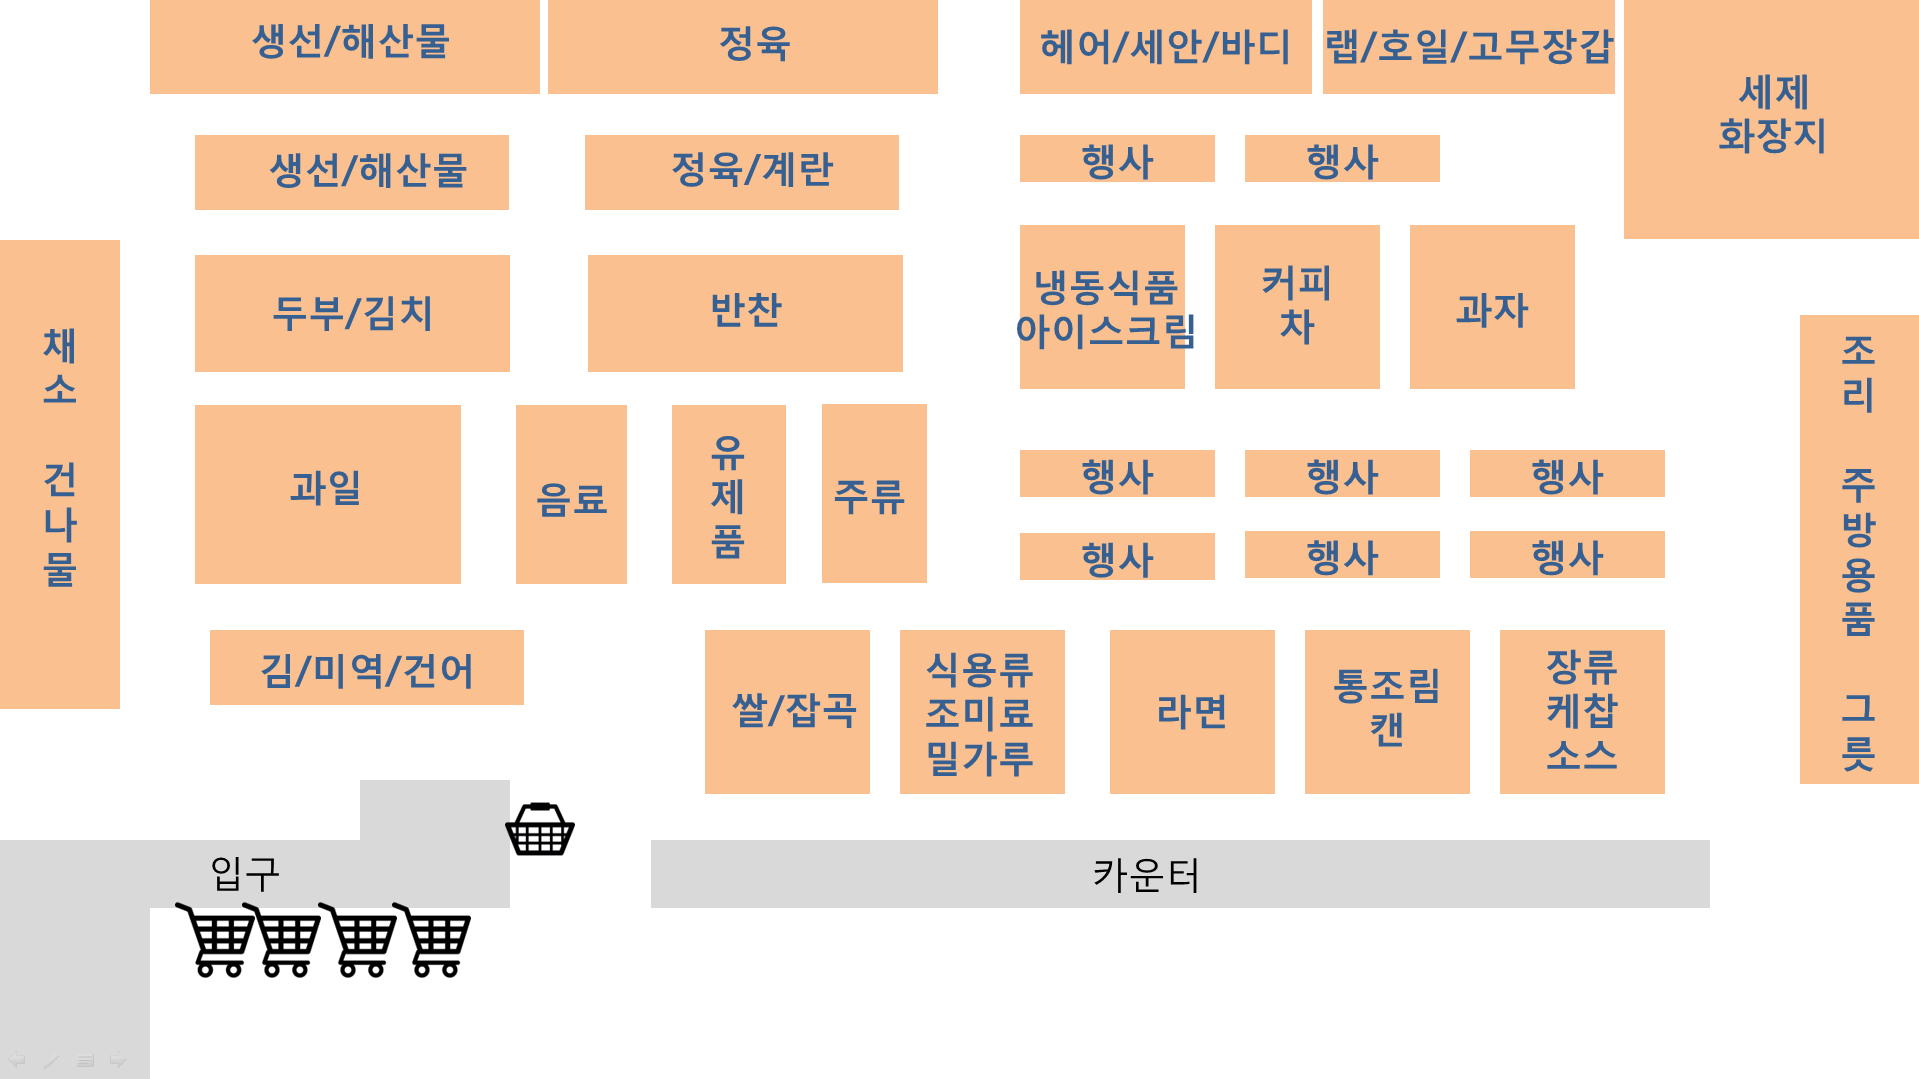 생선/해산물
정육
헤어/세안/바디
랩/호일/고무장갑
세제
화장지
생선/해산물
정육/계란
행사
행사
채소 건나물
두부/김치
반찬
냉동식품
아이스크림
커피
차
과자
조리 주방용품 그릇
과일
음료
유제품
주류
행사
행사
행사
행사
행사
행사
김/미역/건어
쌀/잡곡
식용류
조미료
밀가루
라면
통조림
캔
장류
케찹
소스
입구
카운터